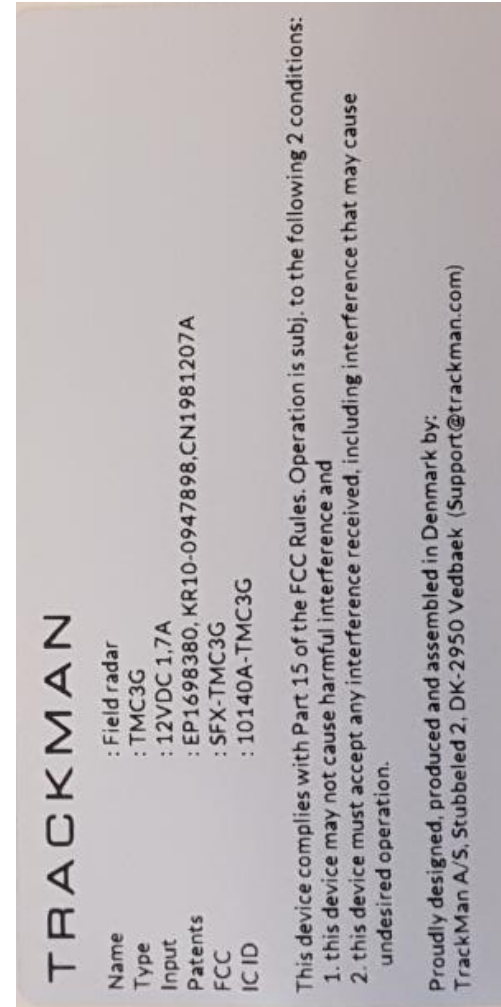 TRACKMAN
Name : Field radar
Type : TMC3G
Input : 12VDC 1,7A
Patents : EP1698380, KR10-0947898,CN1981207A
FCC : SFX-TMC3G
IC ID : 10140A-TMC3G
This device complies with Part 15 of the FCC Rules. Operation is subj. to the following 2 conditions:
1. this device may not cause harmful interference and
2. this device must accept any interference received, including interference that may cause
undesired operation.
Proudly designed, produced and assembled in Denmark by:
TrackMan A/S, Stubbeled 2, DK-2950 Vedbaek (Support@trackman.com)